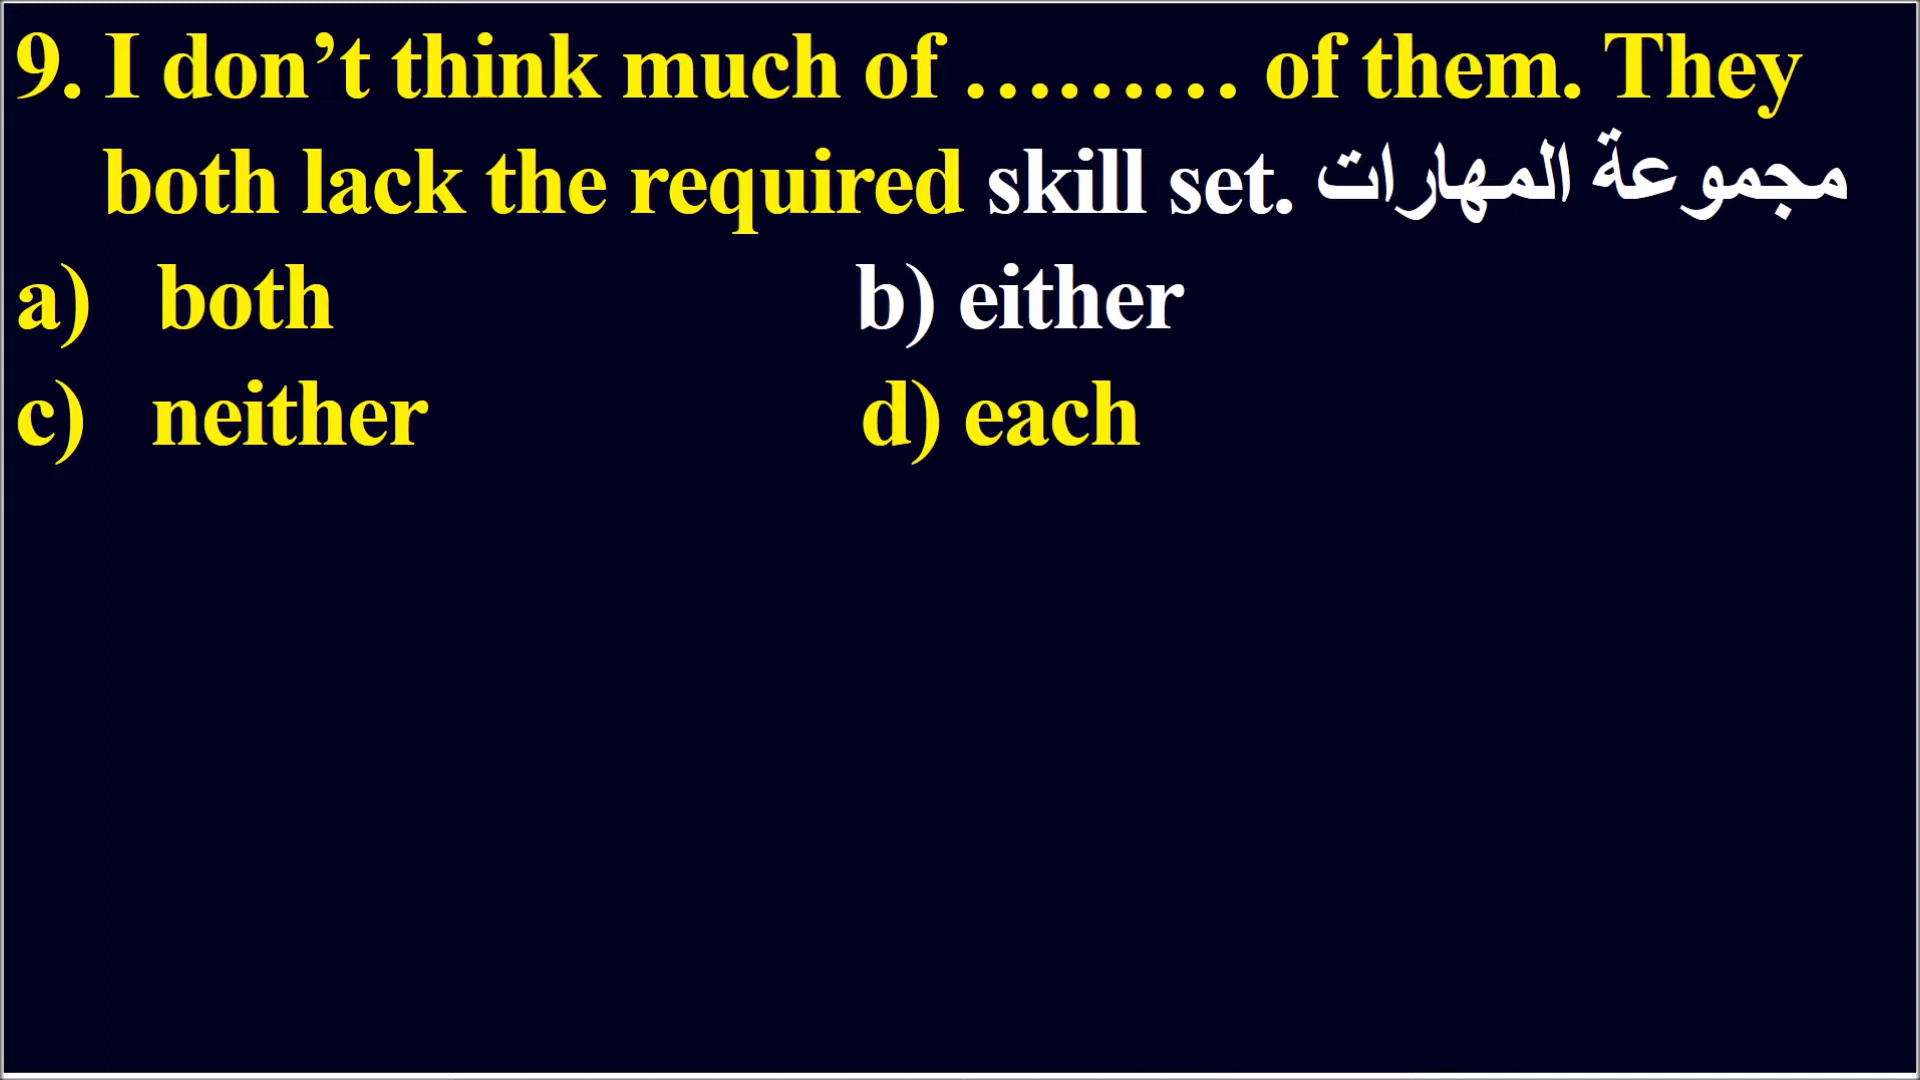 9. I don’t think much of ……… of them. They
both lack the required skill set. مجموعة المهارات
a) both b) either
c) neither d) each